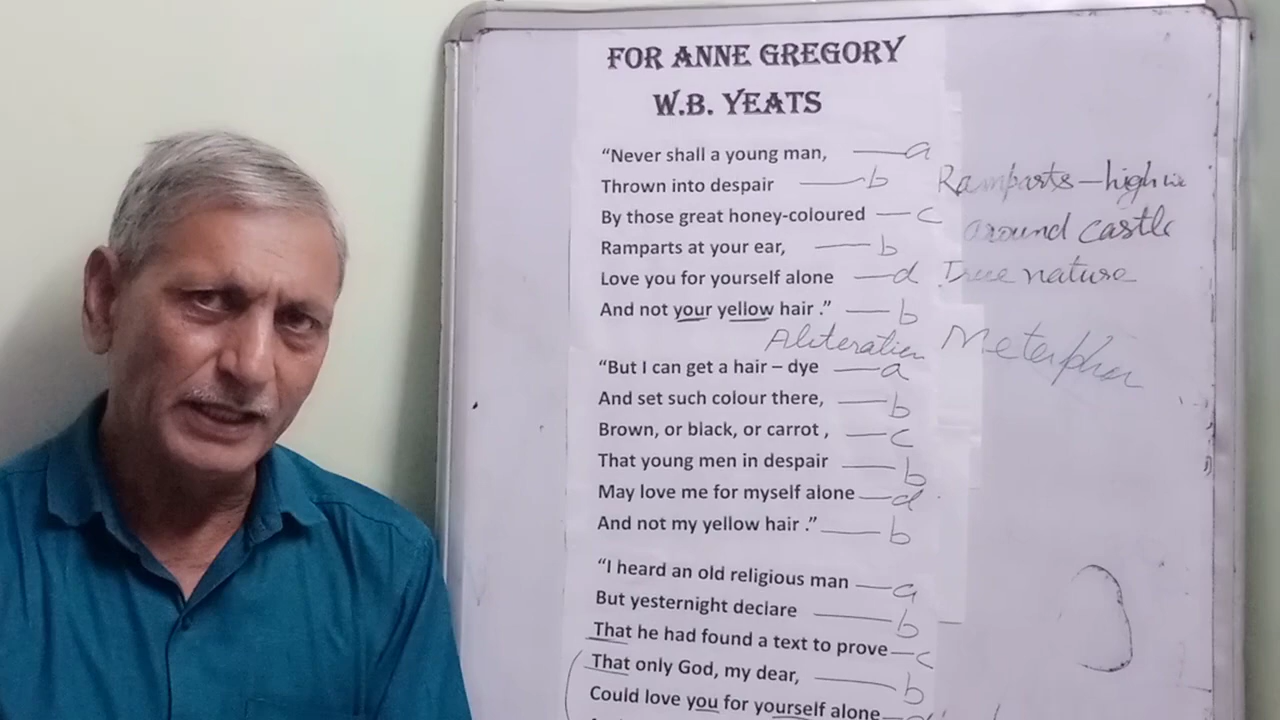 FOR ANNE GREGORY
W.B. YEATS
“Never shall a young man, a
Thrown into despair b
By those great honey-coloured c
Ramparts at your ear, b
Love you for yourself alone d
And not your yellow hair .” b
Ramparts – high
around castle
True nature
Aliteration Metaphor
“But I can get a hair – dye a
And set such colour there, b
Brown, or black, or carrot , c
That young men in despair b
May love me for myself alone d
And not my yellow hair .” b
“I heard an old religious man a
But yesternight declare b
That he had found a text to prove c
That only God, my dear, b
Could love you for yourself alone d